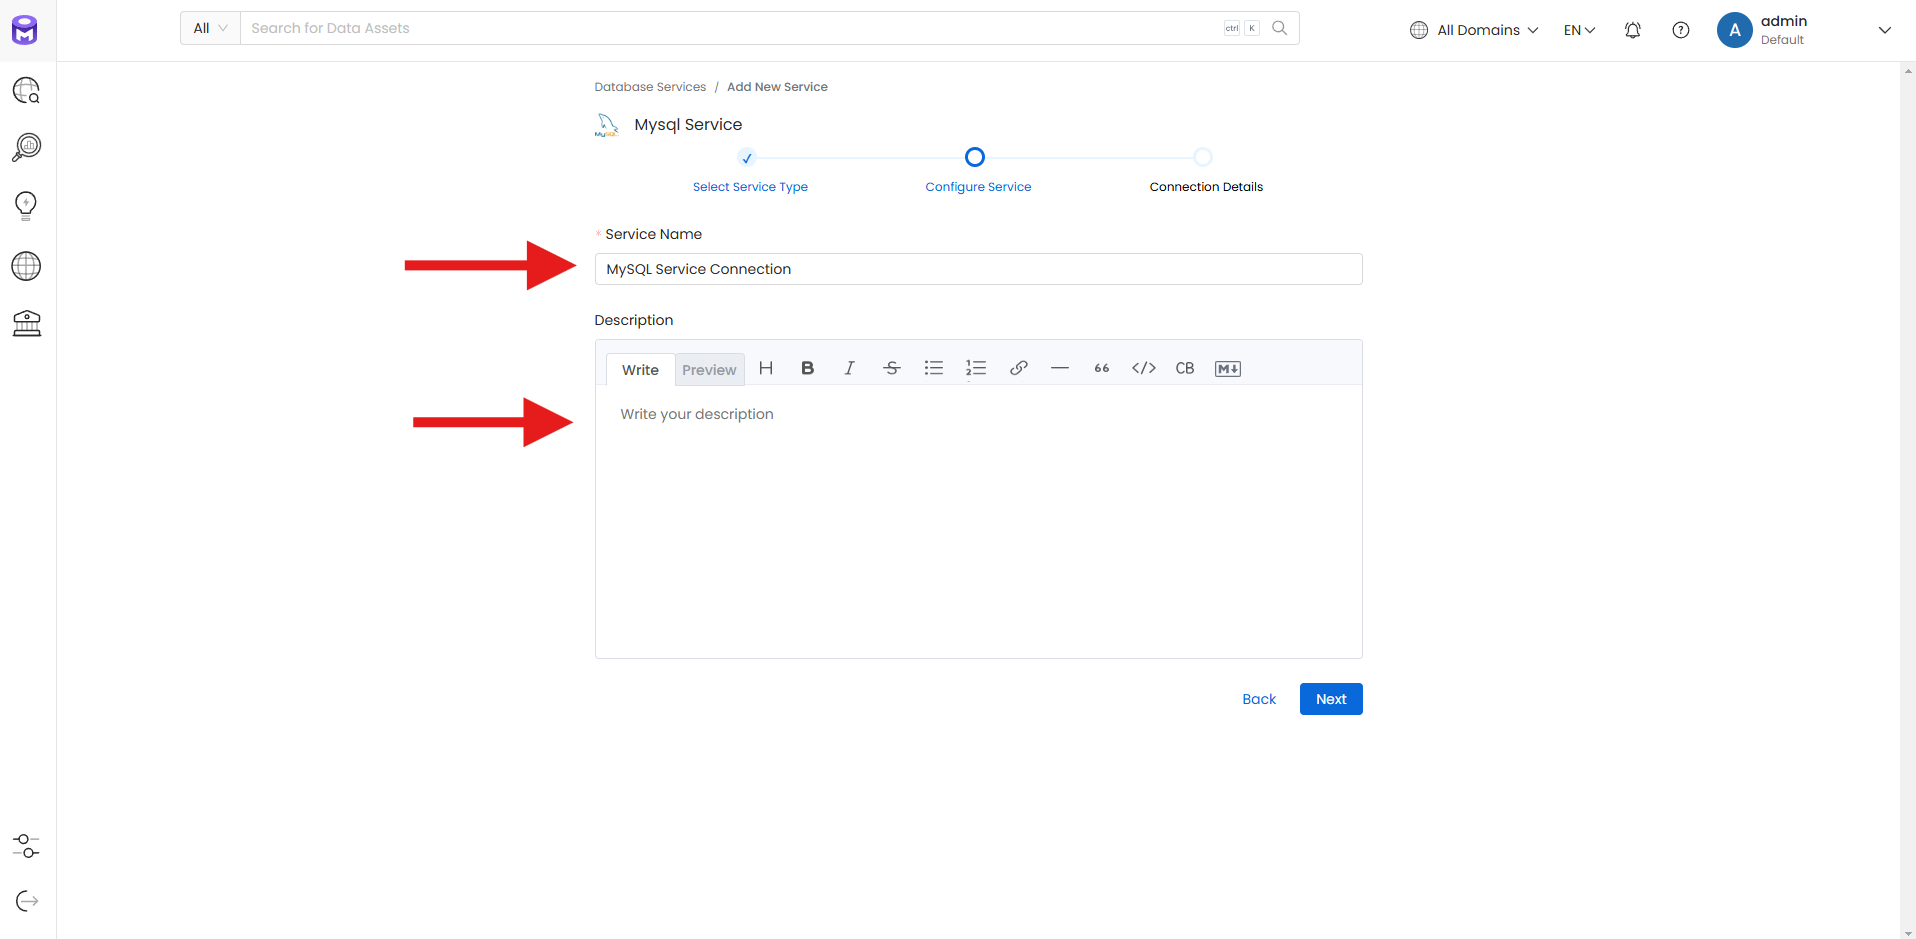 All
Search for Data Assets
ctrl K
All Domains
EN
?
A
admin
Default
Database Services / Add New Service
MySQL
Mysql Service
✓
Select Service Type
Configure Service
Connection Details
* Service Name
MySQL Service Connection
Description
Write Preview H B I S </> CB M↓
Write your description
Back
Next